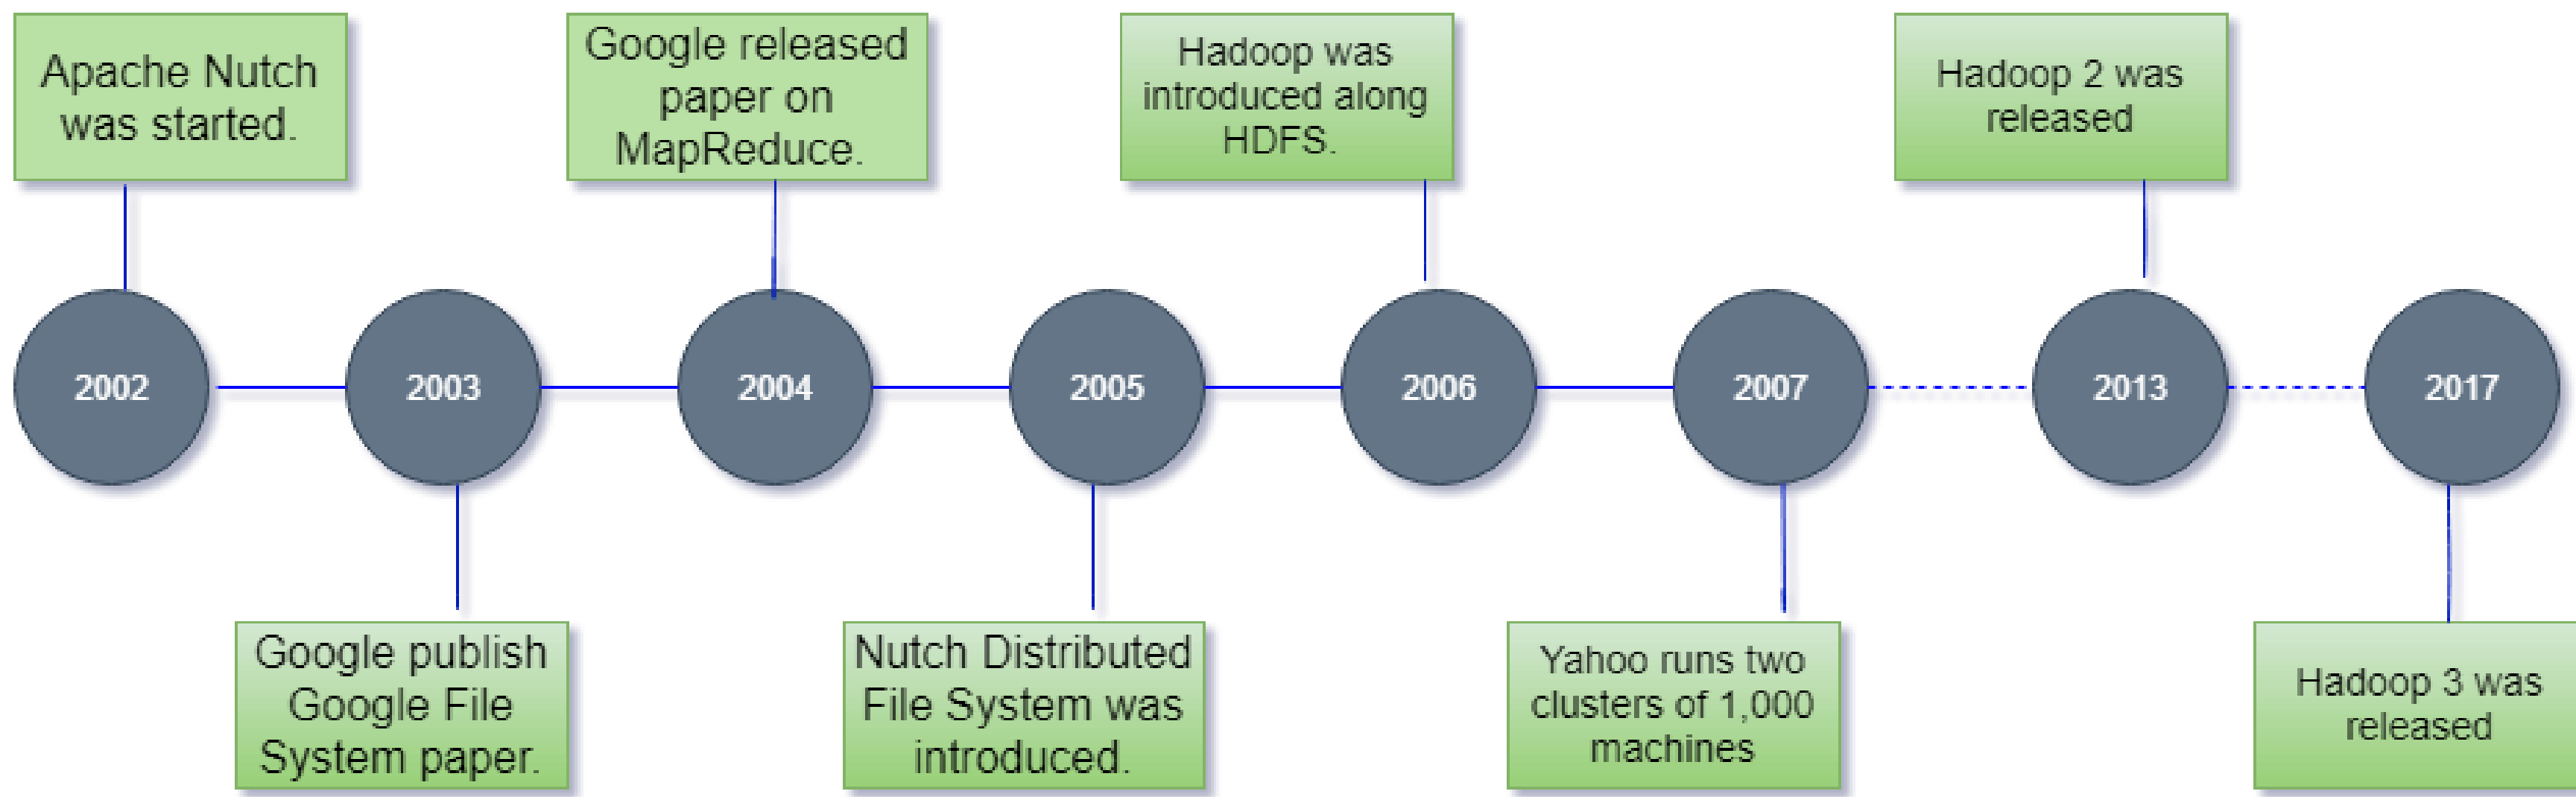 Apache Nutch
was started.
Google released
paper on
MapReduce.
Hadoop was
introduced along
HDFS.
Hadoop 2 was
released
2002
2003
2004
2005
2006
2007
2013
2017
Google publish
Google File
System paper.
Nutch Distributed
File System was
introduced.
Yahoo runs two
clusters of 1,000
machines
Hadoop 3 was
released